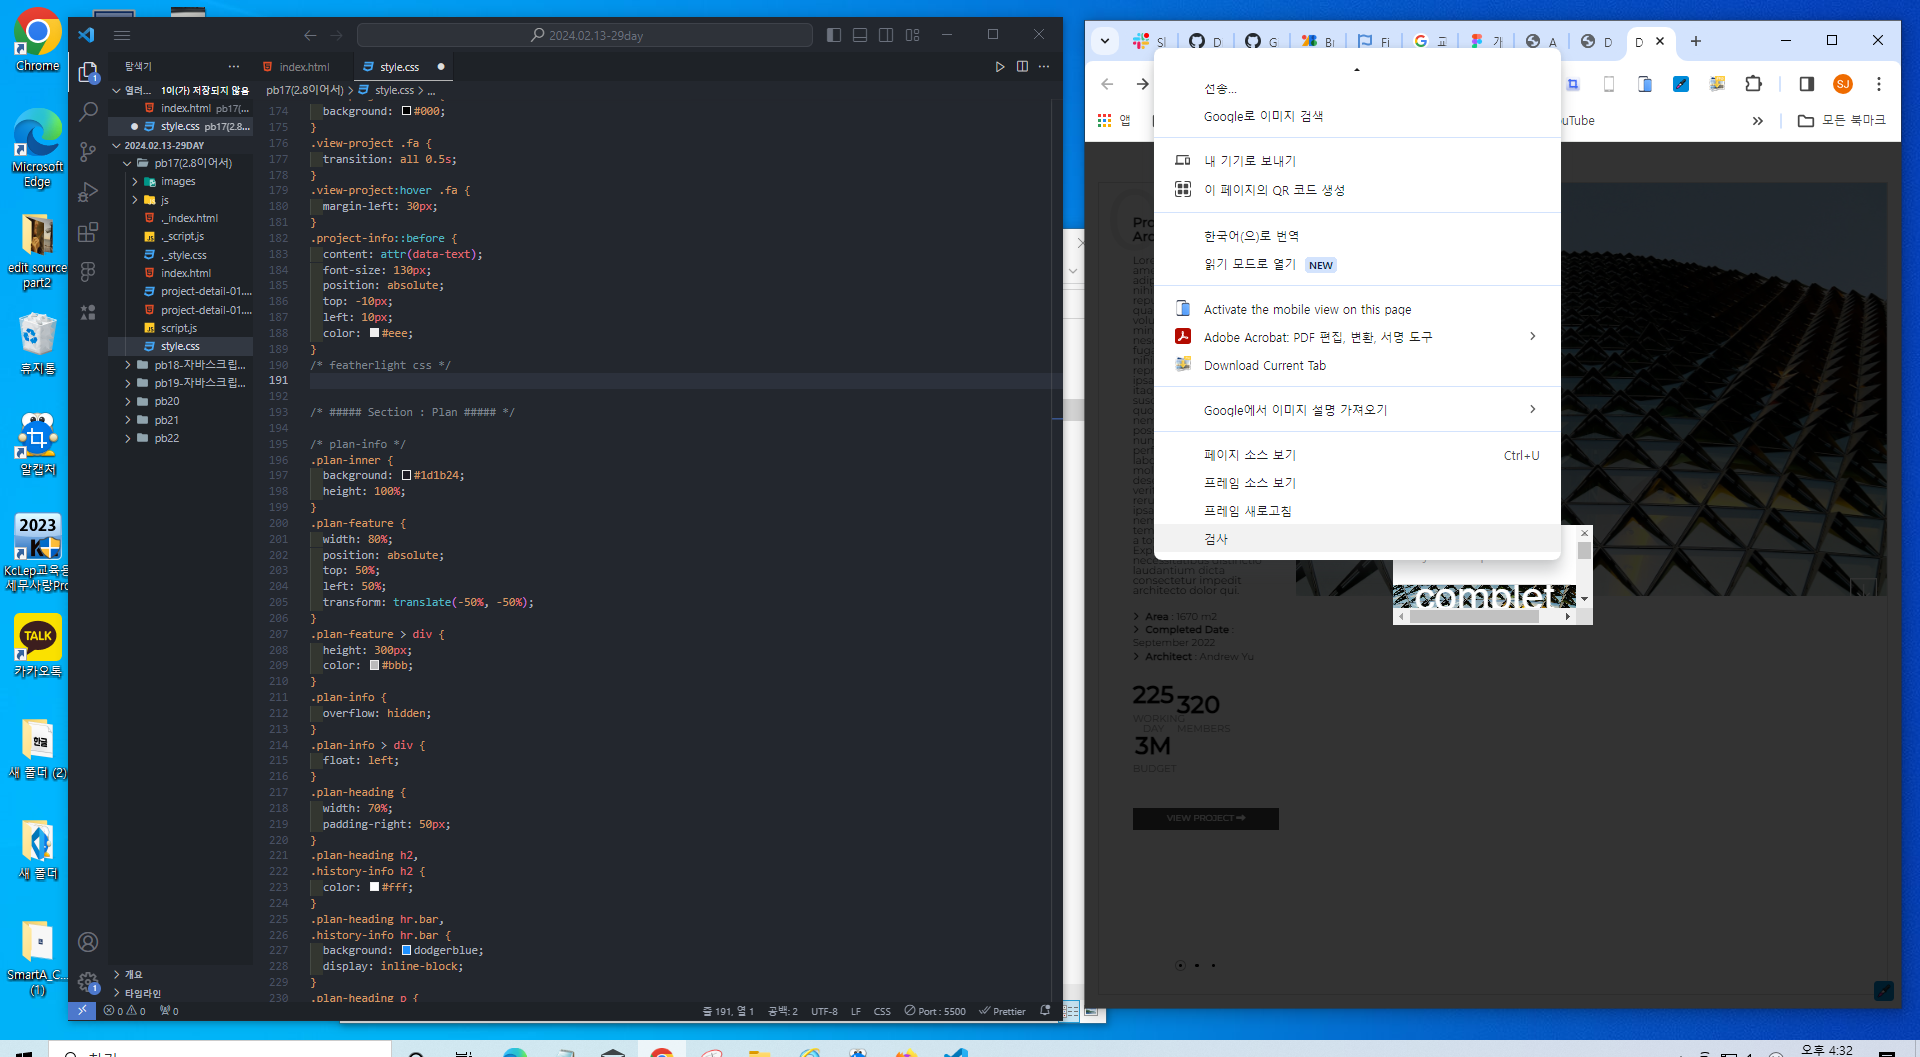 Chrome
Microsoft Edge
edit source part2
휴지통
알캡처
2023
KcLep교육용
세무사랑Pro
TALK
카카오톡
한글
새 폴더 (2)
새 폴더
SmartA_C...
(1)
2024.02.13-29day
탐색기
index.html
style.css
열려... 1이(가) 저장되지 않음
index.html pb17(...
style.css pb17(2.8...
2024.02.13-29DAY
pb17(2.8이어서)
images
js
._index.html
._script.js
._style.css
index.html
project-detail-01....
project-detail-01....
script.js
style.css
pb18-자바스크립...
pb19-자바스크립...
pb20
pb21
pb22
개요
타임라인
pb17(2.8이어서) > style.css > ...
174 background: #000;
175 }
176 .view-project .fa {
177 transition: all 0.5s;
178 }
179 .view-project:hover .fa {
180 margin-left: 30px;
181 }
182 .project-info::before {
183 content: attr(data-text);
184 font-size: 130px;
185 position: absolute;
186 top: -10px;
187 left: 10px;
188 color: #eee;
189 }
190 /* featherlight css */
191
192
193 /* ##### Section : Plan ##### */
194
195 /* plan-info */
196 .plan-inner {
197 background: #1d1b24;
198 height: 100%;
199 }
200 .plan-feature {
201 width: 80%;
202 position: absolute;
203 top: 50%;
204 left: 50%;
205 transform: translate(-50%, -50%);
206 }
207 .plan-feature > div {
208 height: 300px;
209 color: #bbb;
210 }
211 .plan-info {
212 overflow: hidden;
213 }
214 .plan-info > div {
215 float: left;
216 }
217 .plan-heading {
218 width: 70%;
219 padding-right: 50px;
220 }
221 .plan-heading h2,
222 .history-info h2 {
223 color: #fff;
224 }
225 .plan-heading hr.bar,
226 .history-info hr.bar {
227 background: dodgerblue;
228 display: inline-block;
229 }
230 .plan-heading p {
0 0 0
줄 191, 열 1 공백: 2 UTF-8 LF CSS Port : 5500 Prettier
SJ
앱
모든 북마크
선송...
Google로 이미지 검색
내 기기로 보내기
이 페이지의 QR 코드 생성
한국어(으)로 번역
읽기 모드로 열기 NEW
Activate the mobile view on this page
Adobe Acrobat: PDF 편집, 변환, 서명 도구
Download Current Tab
Google에서 이미지 설명 가져오기
페이지 소스 보기 Ctrl+U
프레임 소스 보기
프레임 새로고침
검사
complet
laudantium dicta
consectetur impedit
architecto dolor qui.
Area : 1670 m2
Completed Date :
September 2022
Architect : Andrew Yu
225 320
WORKING DAY MEMBERS
3M
BUDGET
VIEW PROJECT
오후 4:32